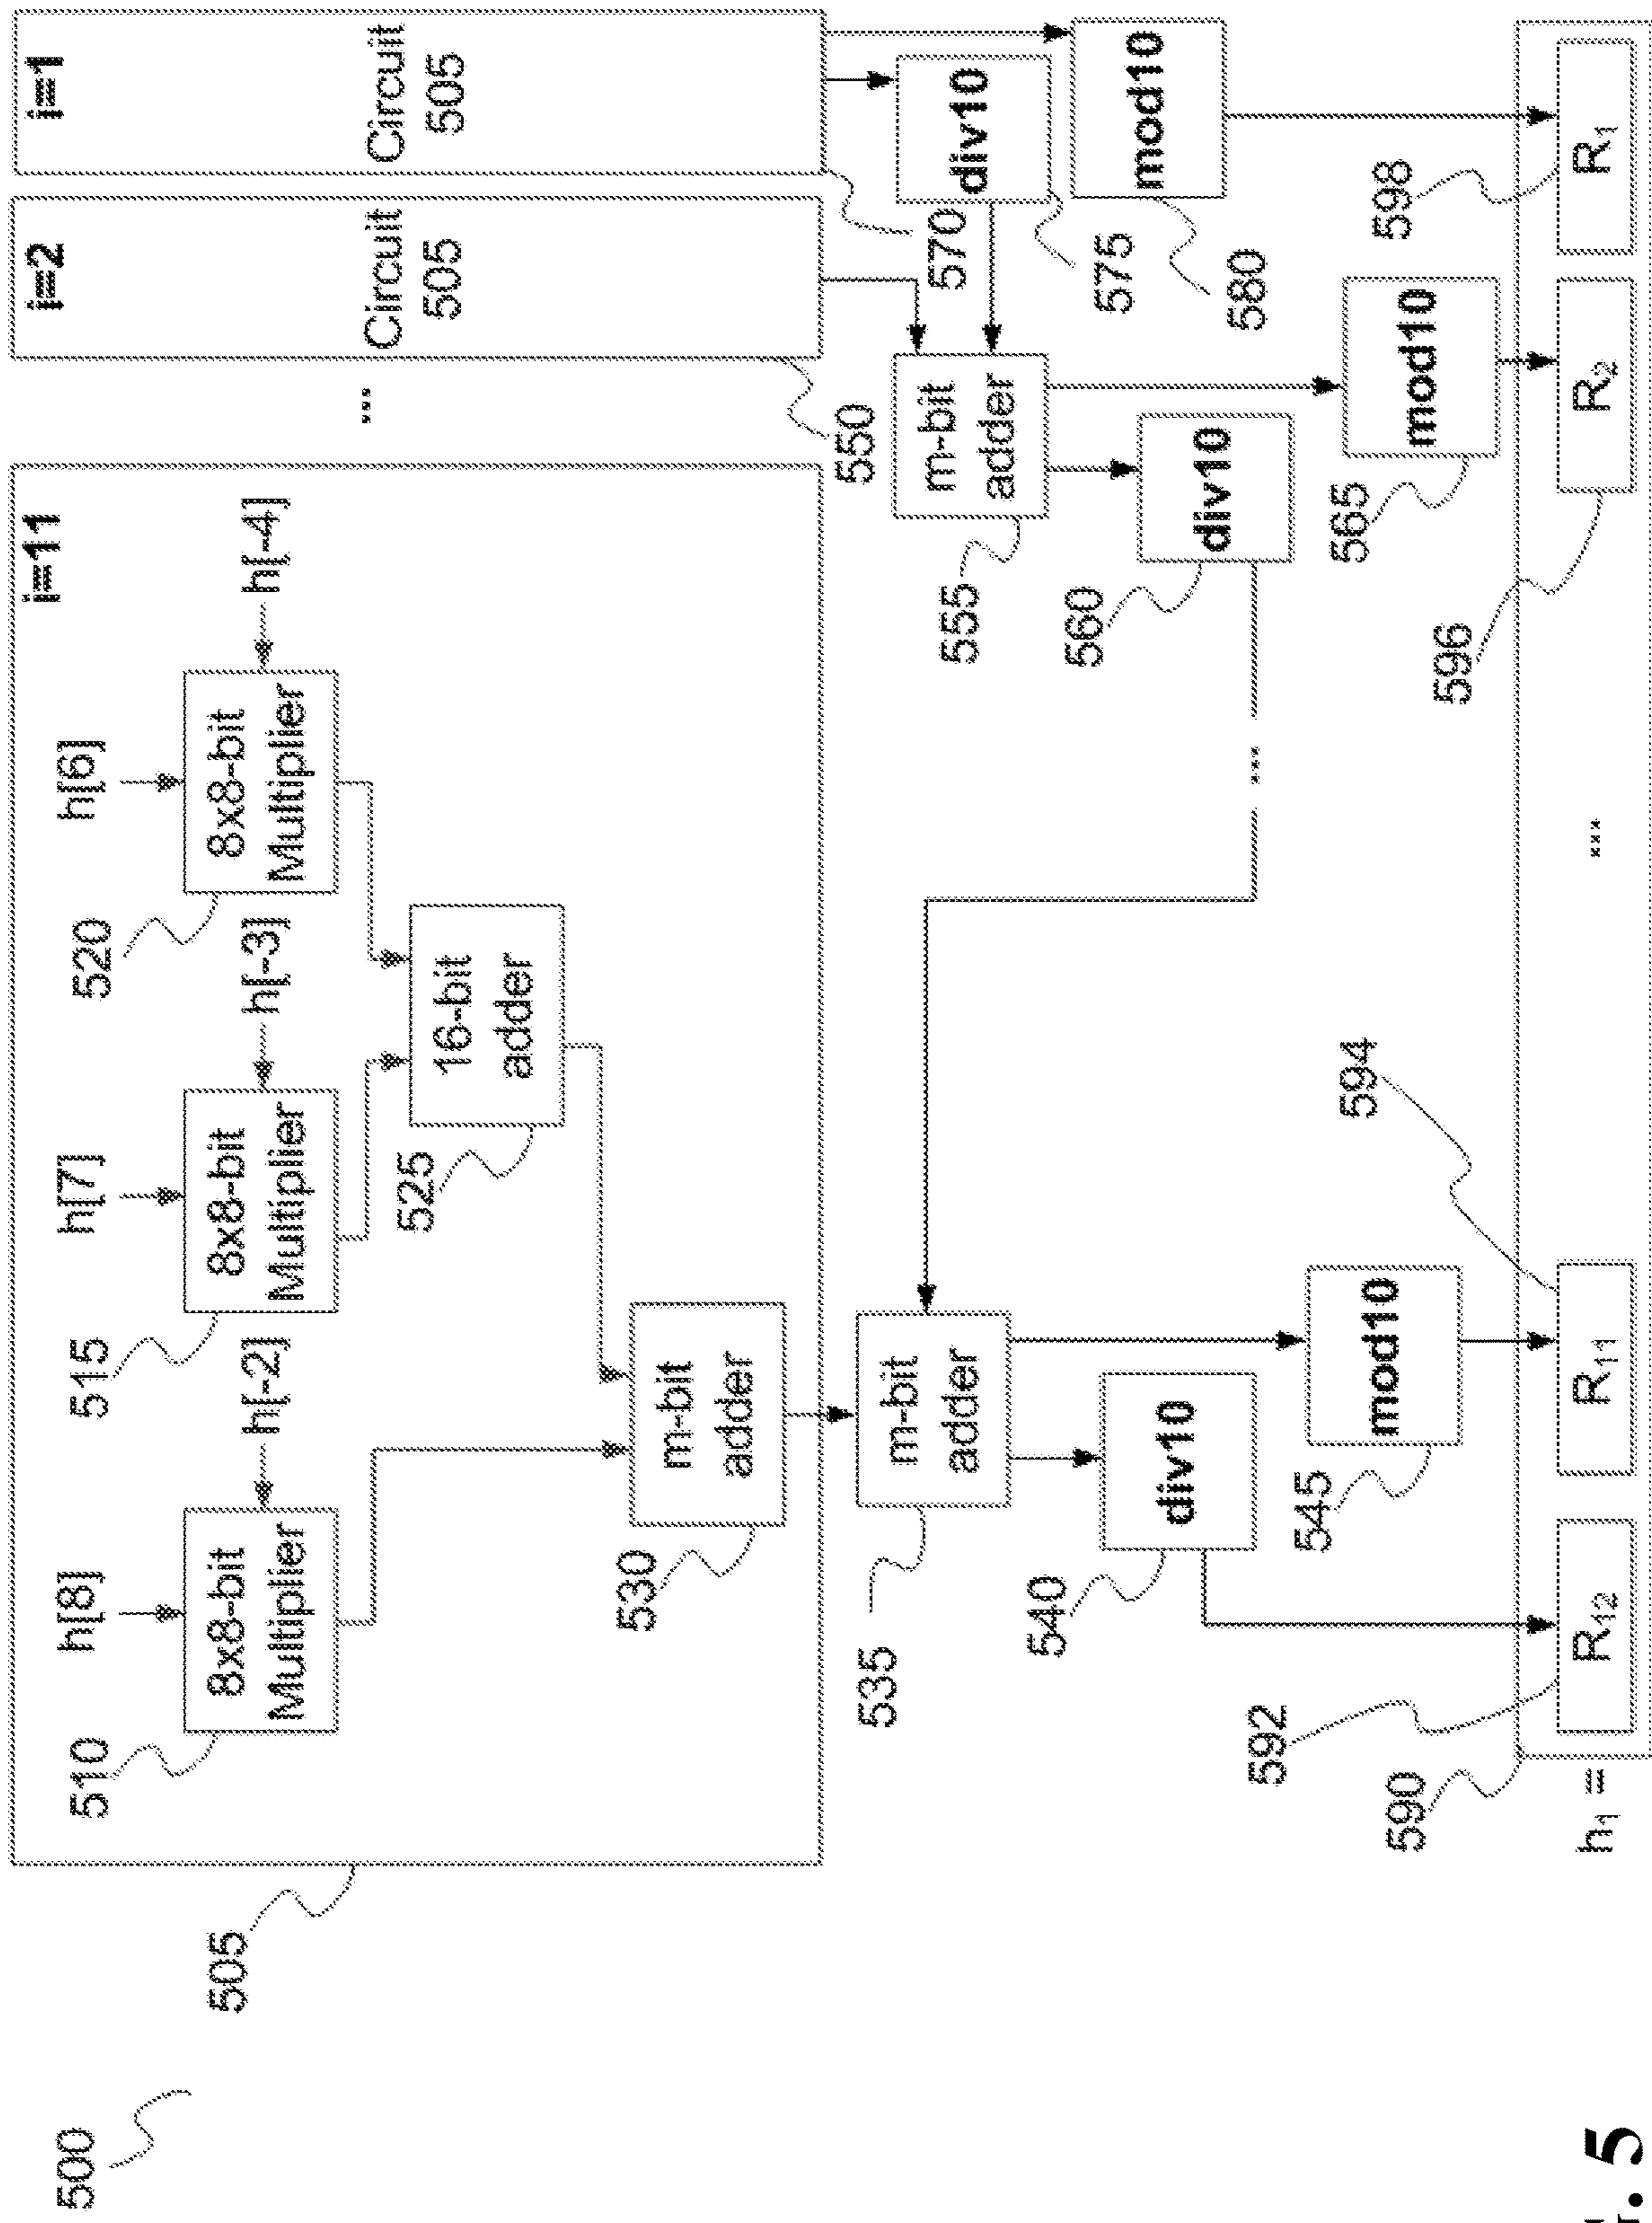 500
505
i=11
h[8]
h[7]
h[6]
510
8x8-bit
Multiplier
h[-2]
515
8x8-bit
Multiplier
h[-3]
520
8x8-bit
Multiplier
h[-4]
525
16-bit
adder
530
m-bit
adder
...
i=2
Circuit
505
i=1
Circuit
505
550
570
535
m-bit
adder
555
m-bit
adder
div10
575
540
div10
560
div10
mod10
580
...
545
mod10
565
mod10
592
594
596
598
590
h₁ =
R₁₂
R₁₁
...
R₂
R₁
. 5